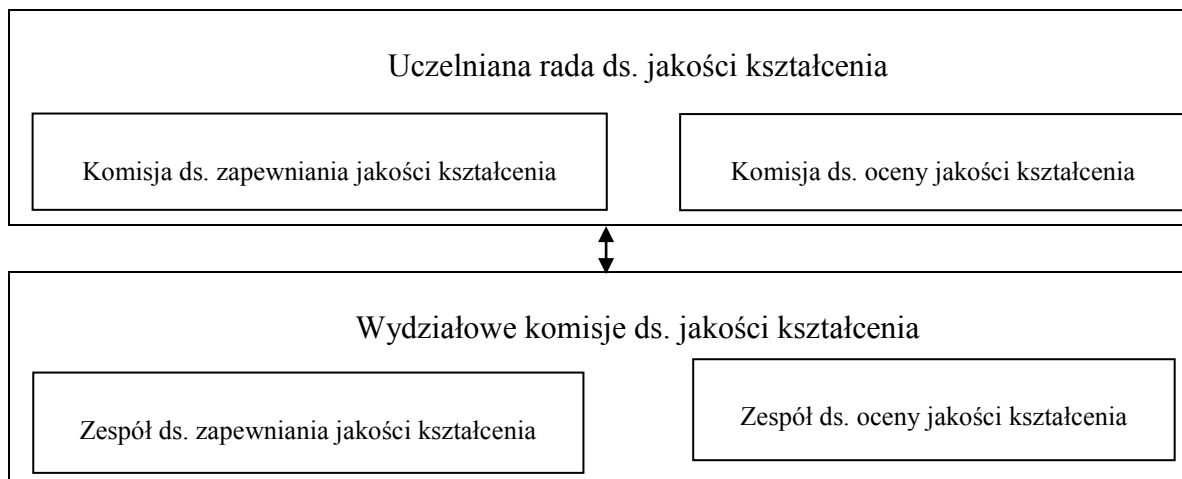 Uczelniana rada ds. jakości kształcenia
Komisja ds. zapewniania jakości kształcenia
Komisja ds. oceny jakości kształcenia
Wydziałowe komisje ds. jakości kształcenia
Zespół ds. zapewniania jakości kształcenia
Zespół ds. oceny jakości kształcenia